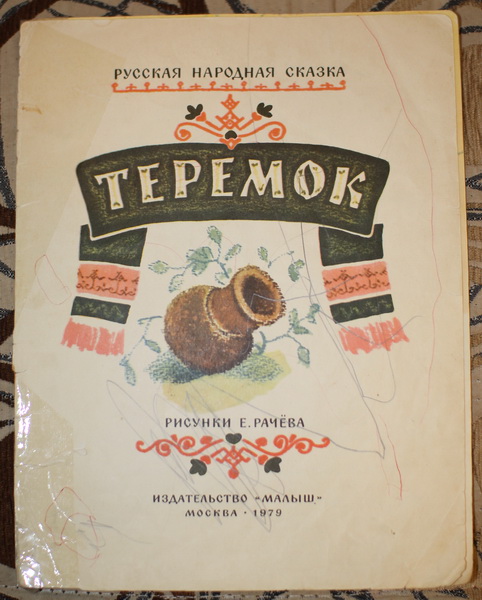 РУССКАЯ НАРОДНАЯ СКАЗКА
ТЕРЕМОК
РИСУНКИ Е. РАЧЁВА
ИЗДАТЕЛЬСТВО «МАЛЫШ»
МОСКВА · 1979